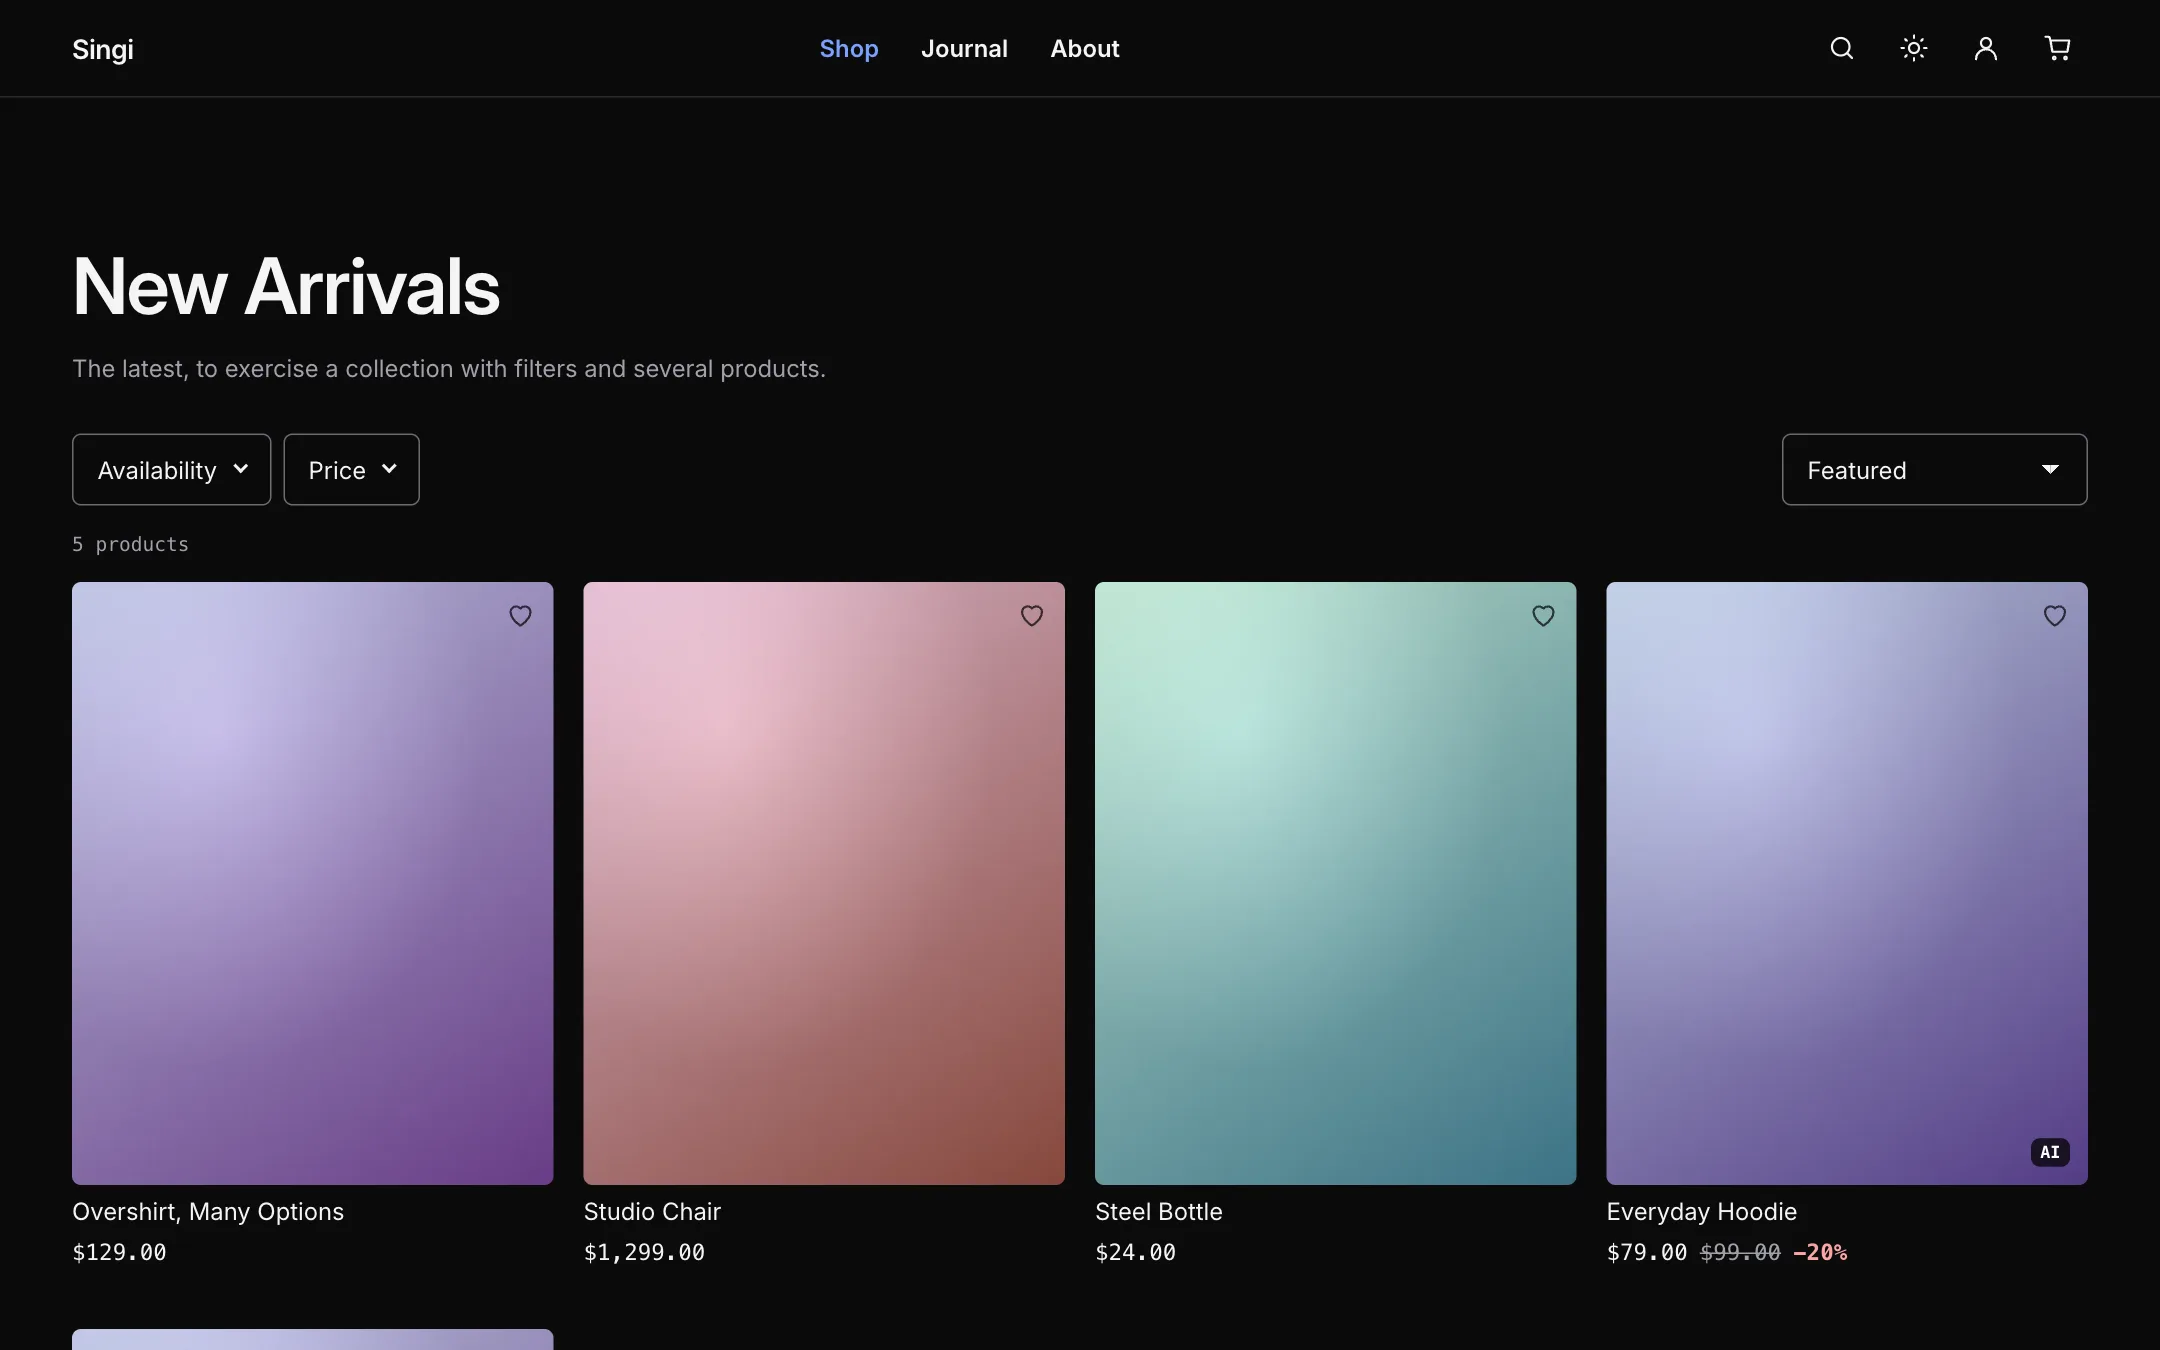 Singi
Shop Journal About
New Arrivals
The latest, to exercise a collection with filters and several products.
Availability Price Featured
5 products
AI
Overshirt, Many Options
$129.00
Studio Chair
$1,299.00
Steel Bottle
$24.00
Everyday Hoodie
$79.00 $99.00 −20%